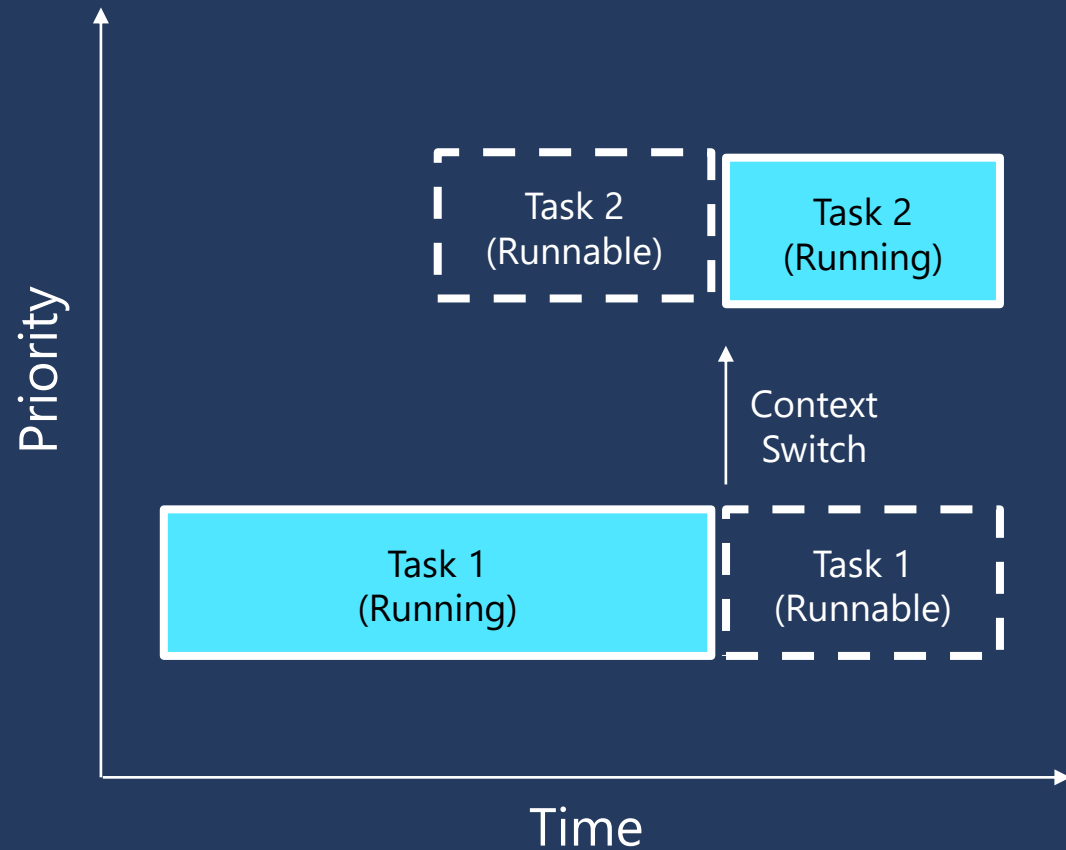 Priority
Task 2
(Runnable)
Task 2
(Running)
Context
Switch
Task 1
(Running)
Task 1
(Runnable)
Time